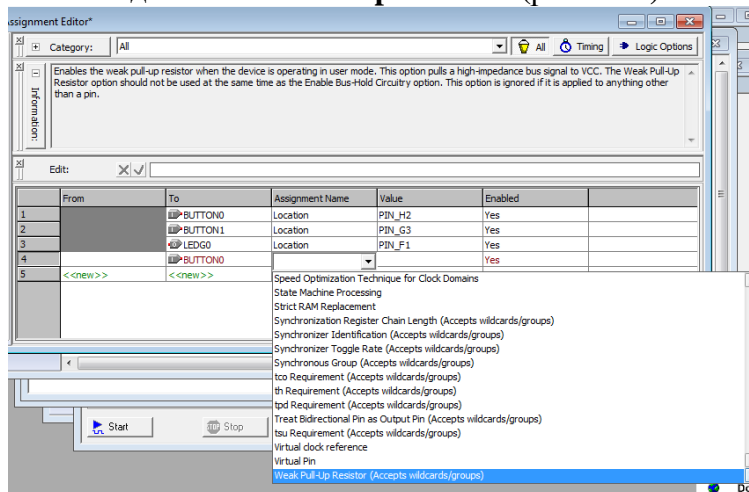 Assignment Editor*
Category: All All Timing Logic Options
Information:
Enables the weak pull-up resistor when the device is operating in user mode. This option pulls a high-impedance bus signal to VCC. The Weak Pull-Up
Resistor option should not be used at the same time as the Enable Bus-Hold Circuitry option. This option is ignored if it is applied to anything other
than a pin.
Edit:
From To Assignment Name Value Enabled
1 BUTTON0 Location PIN_H2 Yes
2 BUTTON1 Location PIN_G3 Yes
3 LEDG0 Location PIN_F1 Yes
4 BUTTON0 Yes
5 <<new>> <<new>>
Speed Optimization Technique for Clock Domains
State Machine Processing
Strict RAM Replacement
Synchronization Register Chain Length (Accepts wildcards/groups)
Synchronizer Identification (Accepts wildcards/groups)
Synchronizer Toggle Rate (Accepts wildcards/groups)
Synchronous Group (Accepts wildcards/groups)
tco Requirement (Accepts wildcards/groups)
th Requirement (Accepts wildcards/groups)
tpd Requirement (Accepts wildcards/groups)
Treat Bidirectional Pin as Output Pin (Accepts wildcards/groups)
tsu Requirement (Accepts wildcards/groups)
Virtual clock reference
Virtual Pin
Weak Pull-Up Resistor (Accepts wildcards/groups)
Start Stop